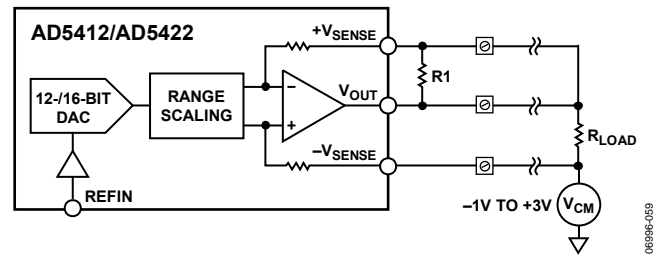 AD5412/AD5422
+VSENSE
12-/16-BIT
DAC
RANGE
SCALING
–
+
VOUT
R1
RLOAD
–VSENSE
REFIN
–1V TO +3V
VCM
06996-059